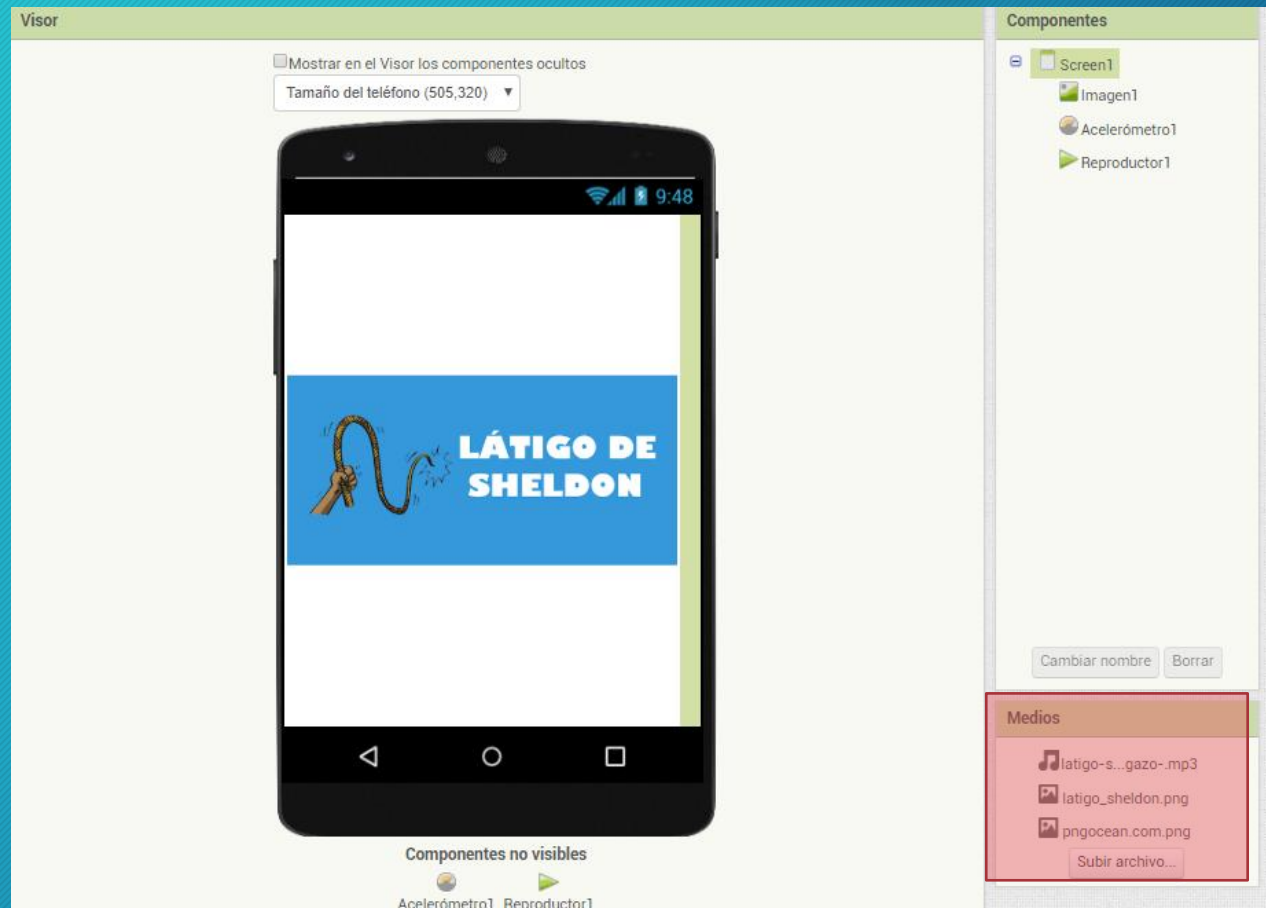 Visor
Mostrar en el Visor los componentes ocultos
Tamaño del teléfono (505,320)
9:48
LÁTIGO DE
SHELDON
Componentes no visibles
Acelerómetro1 Reproductor1
Componentes
Screen1
Imagen1
Acelerómetro1
Reproductor1
Cambiar nombre Borrar
Medios
latigo-s...gazo-.mp3
latigo_sheldon.png
pngocean.com.png
Subir archivo...